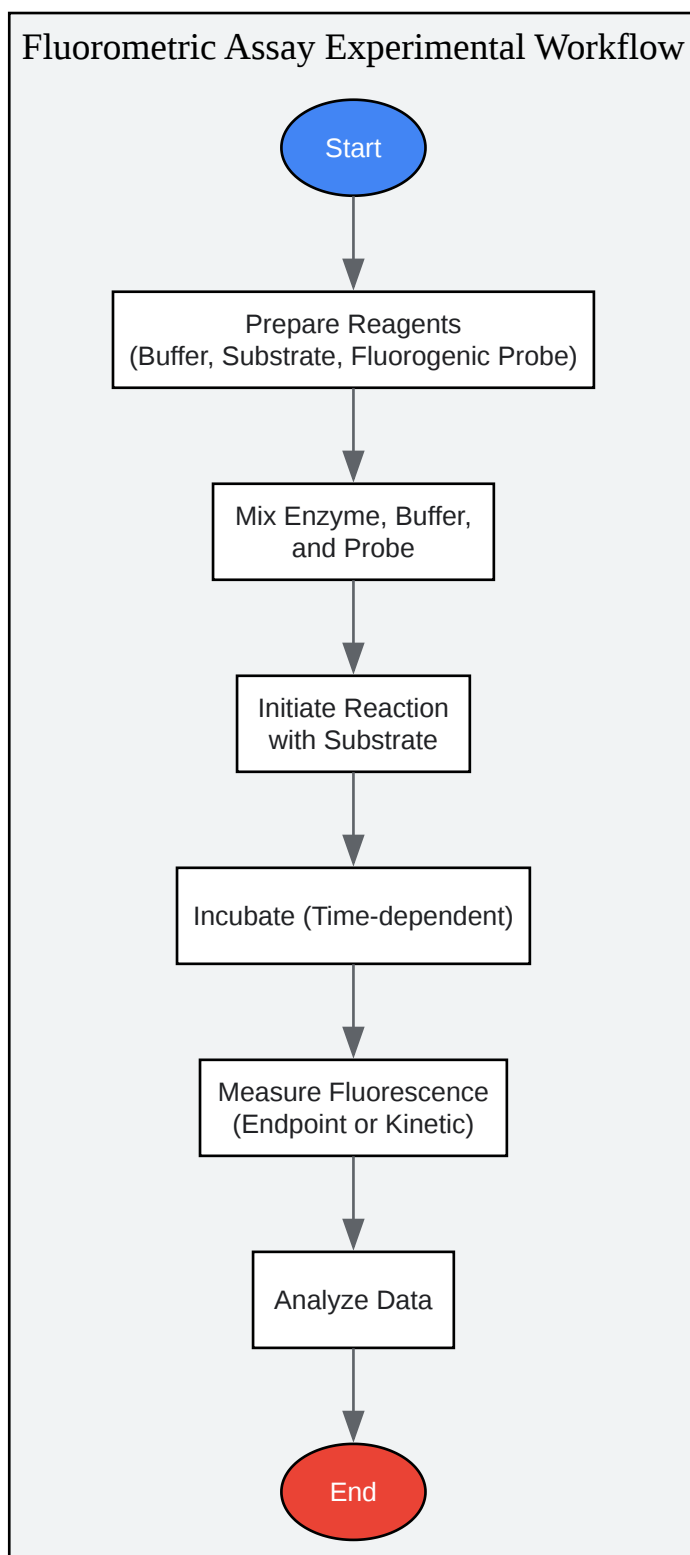 Fluorometric Assay Experimental Workflow
Start
Prepare Reagents
(Buffer, Substrate, Fluorogenic Probe)
Mix Enzyme, Buffer,
and Probe
Initiate Reaction
with Substrate
Incubate (Time-dependent)
Measure Fluorescence
(Endpoint or Kinetic)
Analyze Data
End